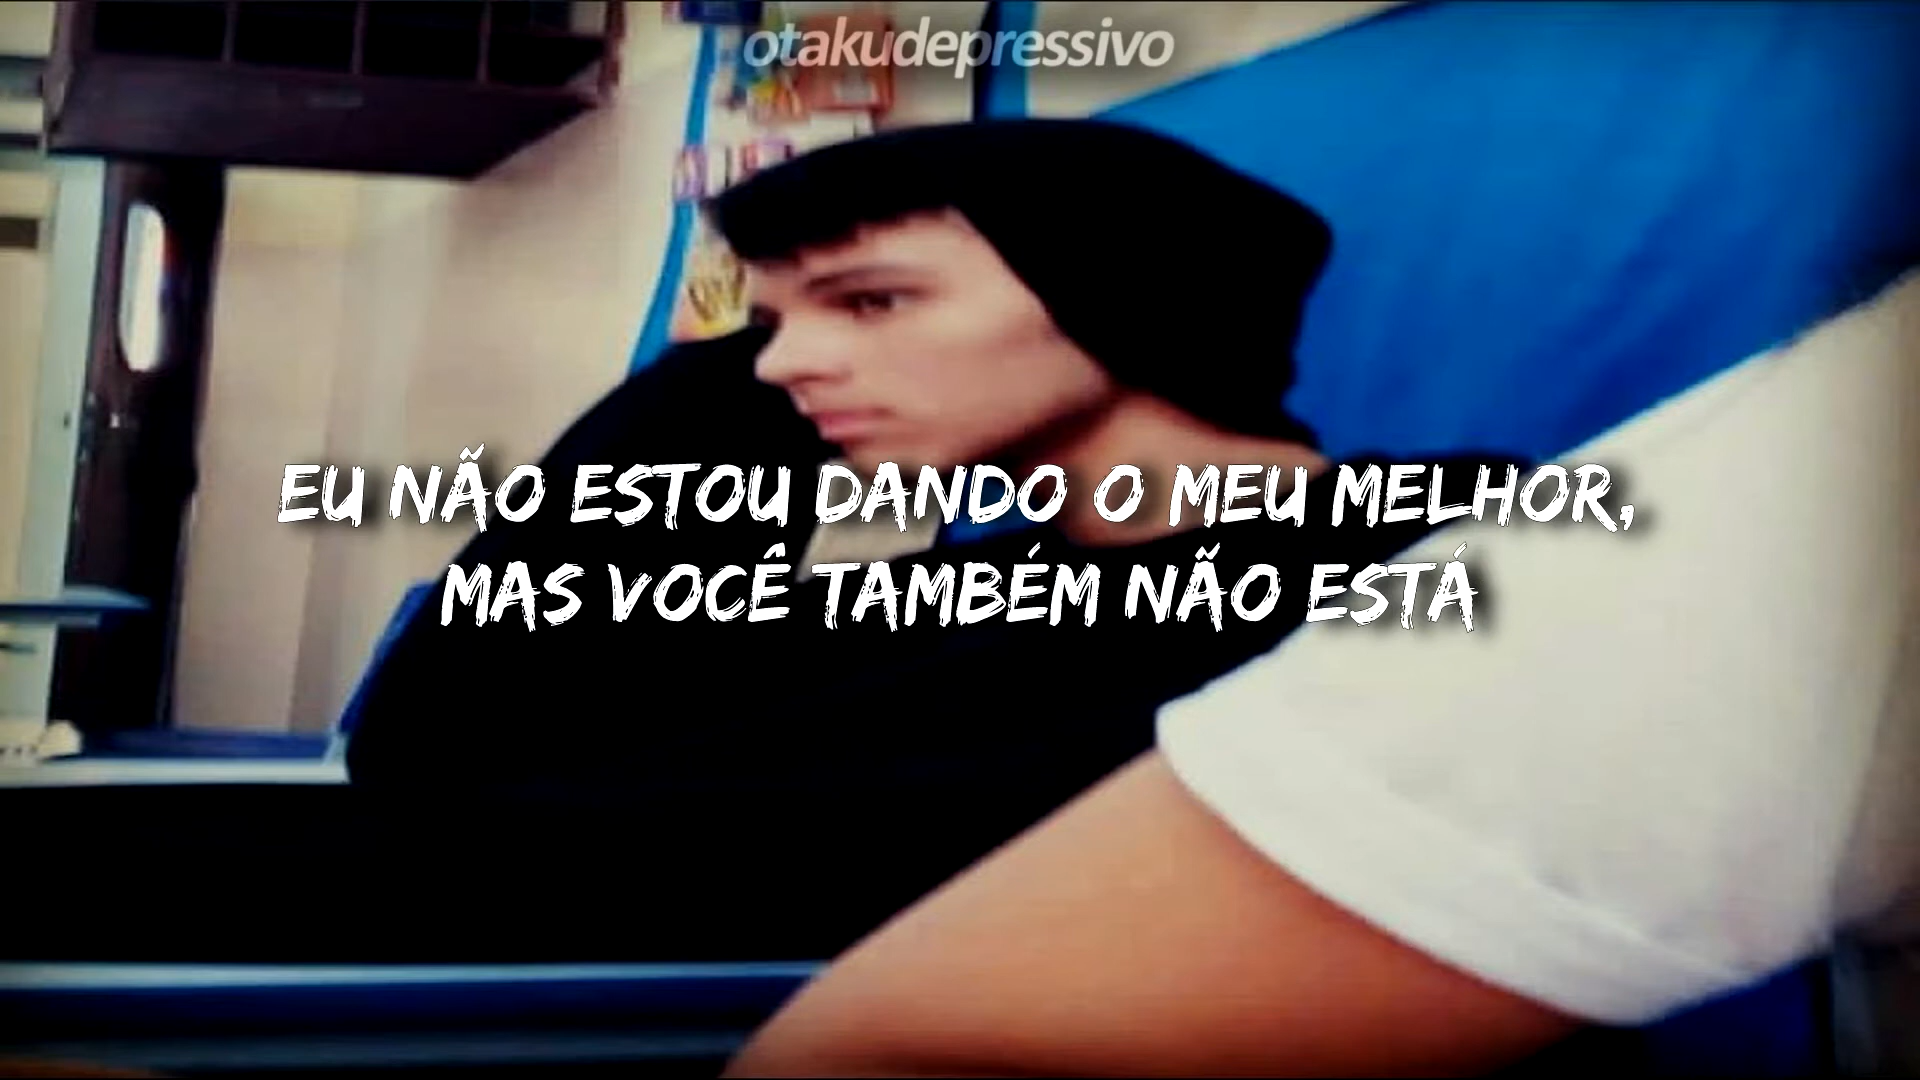 otakudepressivo
EU NÃO ESTOU DANDO O MEU MELHOR,
MAS VOCÊ TAMBÉM NÃO ESTÁ